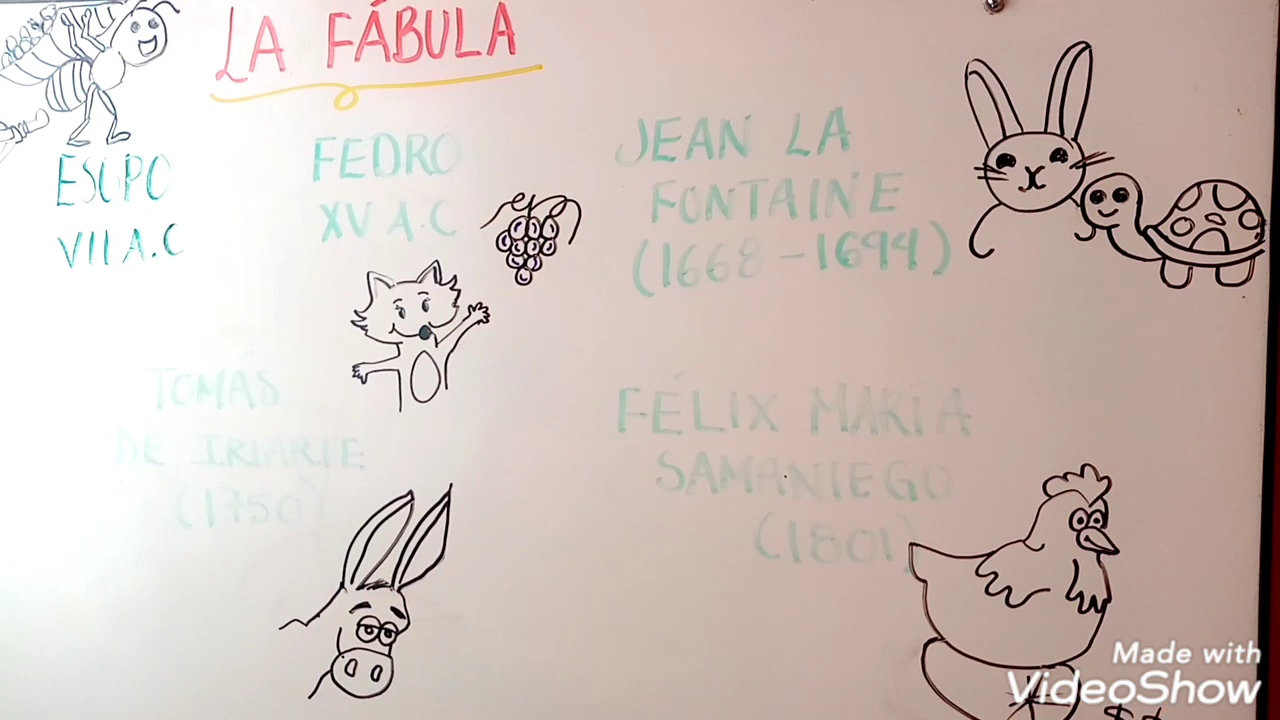 LA FÁBULA
ESOPO
VII A.C
FEDRO
XV A.C
JEAN LA
FONTAINE
(1668 - 1694)
TOMÁS
DE IRIARTE
(1750)
FÉLIX MARÍA
SAMANIEGO
(1801)
Made with
VideoShow